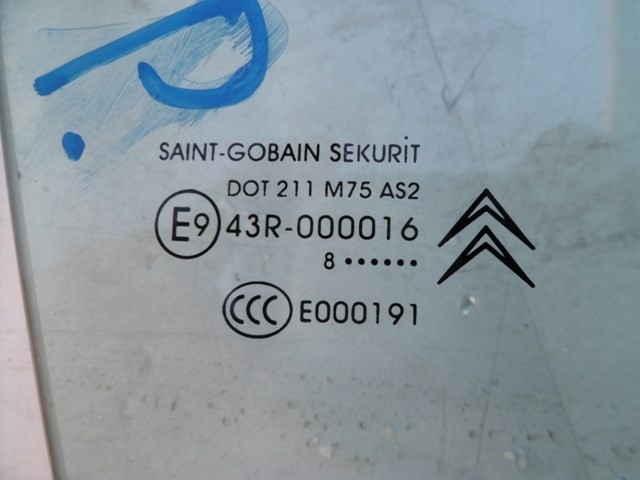 SAINT-GOBAIN SEKURIT
DOT 211 M75 AS2
E9 43R-000016
8 ••••••
CCC E000191